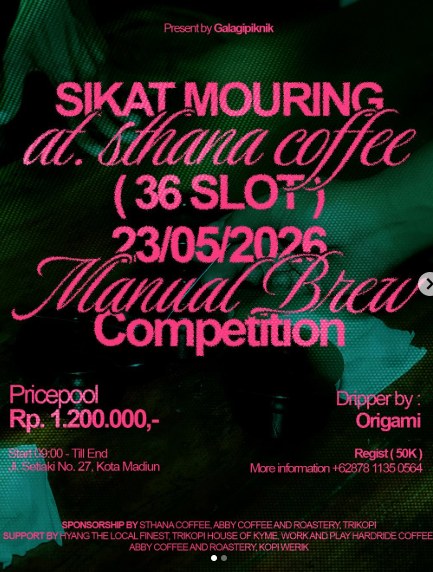 Present by Galagipiknik
SIKAT MOURING
at. sthana coffee
( 36 SLOT )
23/05/2026
Manual Brew
Competition
Pricepool
Rp. 1.200.000,-
Dripper by :
Origami
Start 09:00 - Till End
Jl. Setiaki No. 27, Kota Madiun
Regist ( 50K )
More information +62878 1135 0564
SPONSORSHIP BY STHANA COFFEE, ABBY COFFEE AND ROASTERY, TRIKOPI
SUPPORT BY HYANG THE LOCAL FINEST, TRIKOPI HOUSE OF KYME, WORK AND PLAY HARDRIDE COFFEE
ABBY COFFEE AND ROASTERY, KOPI WERIK